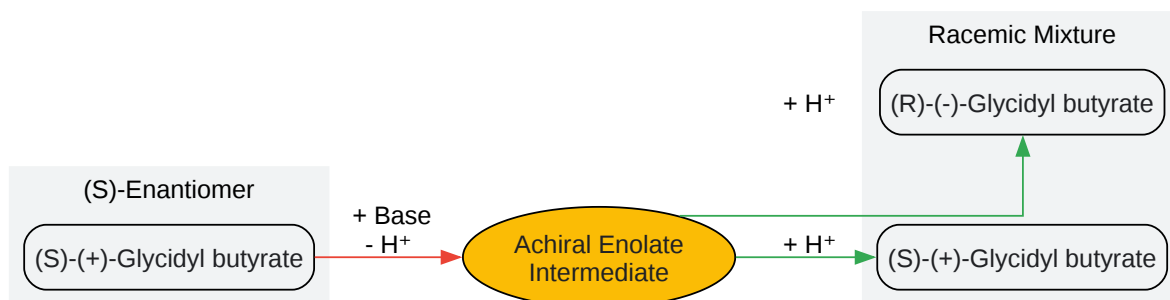 Racemic Mixture
(R)-(-)-Glycidyl butyrate
+ H⁺
(S)-Enantiomer
(S)-(+)-Glycidyl butyrate
+ Base
- H⁺
Achiral Enolate
Intermediate
+ H⁺
(S)-(+)-Glycidyl butyrate